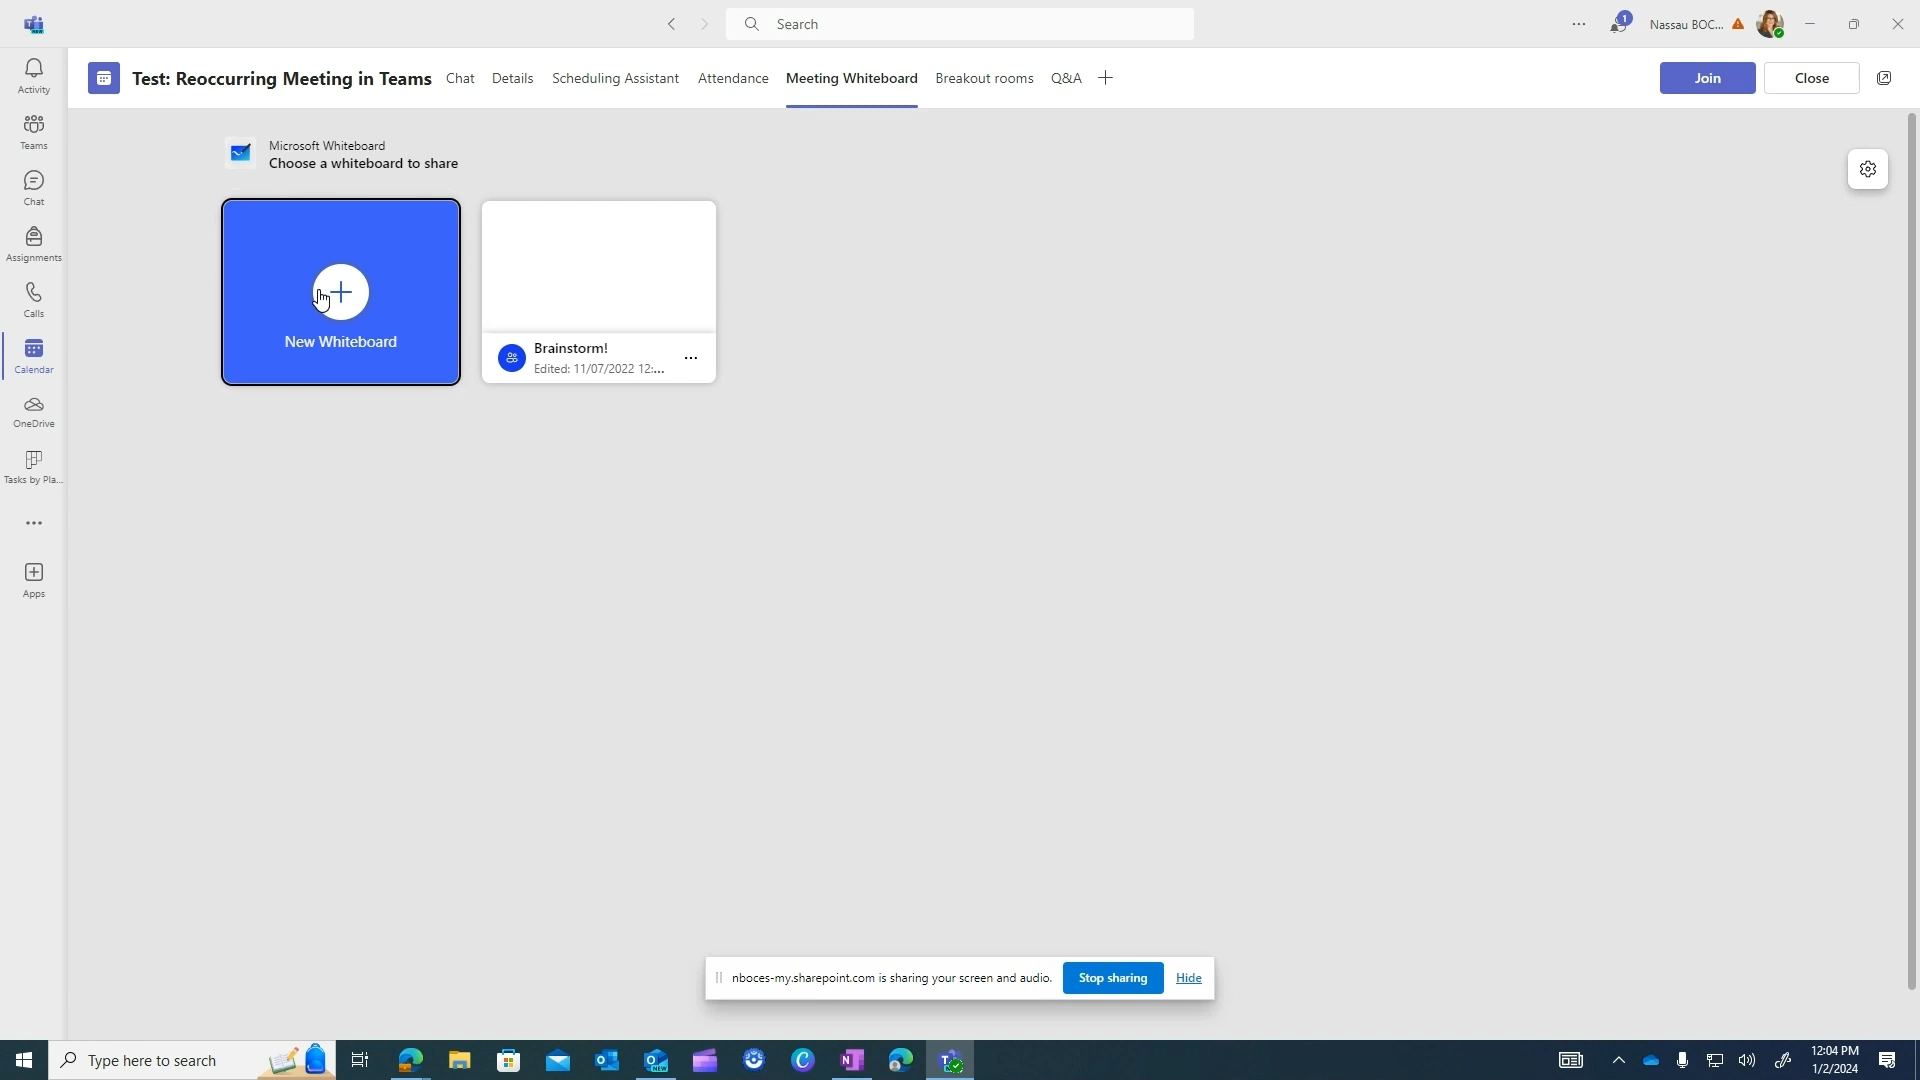 Search
1
Nassau BOC...
Activity
Teams
Chat
Assignments
Calls
Calendar
OneDrive
Tasks by Pla...
Apps
Test: Reoccurring Meeting in Teams
Chat
Details
Scheduling Assistant
Attendance
Meeting Whiteboard
Breakout rooms
Q&A
Join
Close
Microsoft Whiteboard
Choose a whiteboard to share
New Whiteboard
Brainstorm!
Edited: 11/07/2022 12:...
nboces-my.sharepoint.com is sharing your screen and audio.
Stop sharing
Hide
Type here to search
12:04 PM
1/2/2024